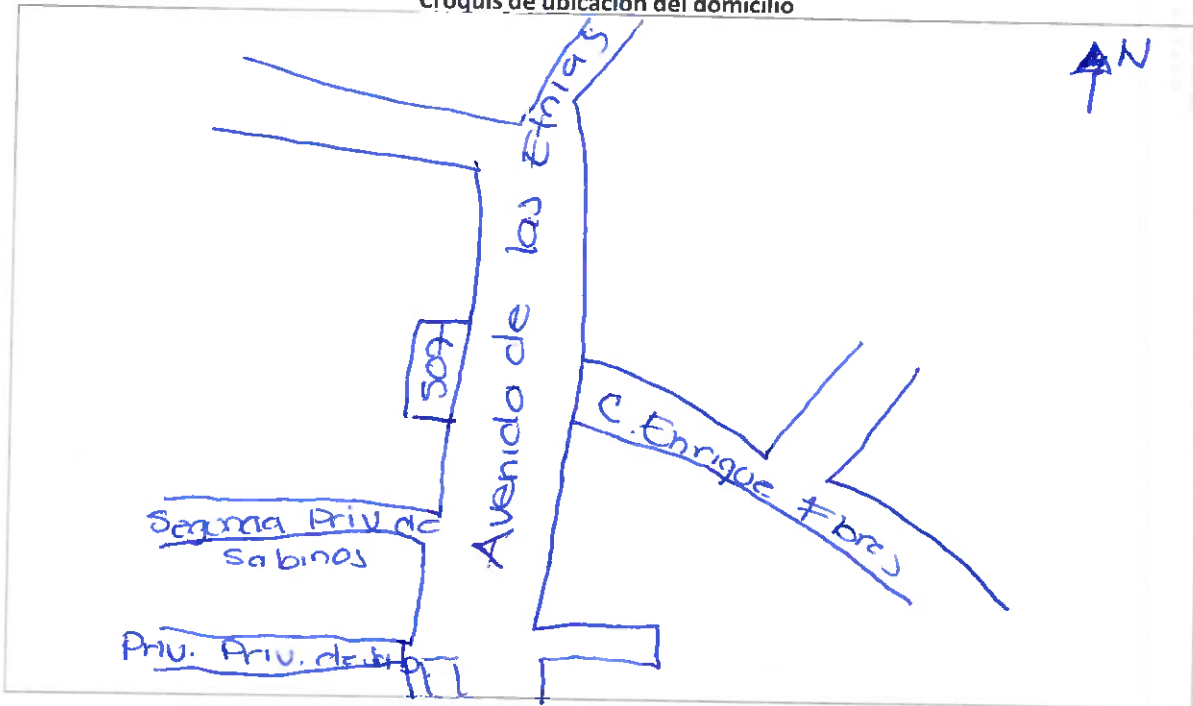 Croquis de ubicación del domicilio
N
Avenida de las Etnias
509
C. Enrique Flores
Segunda Priv de
Sabinos
Priv. Priv. de